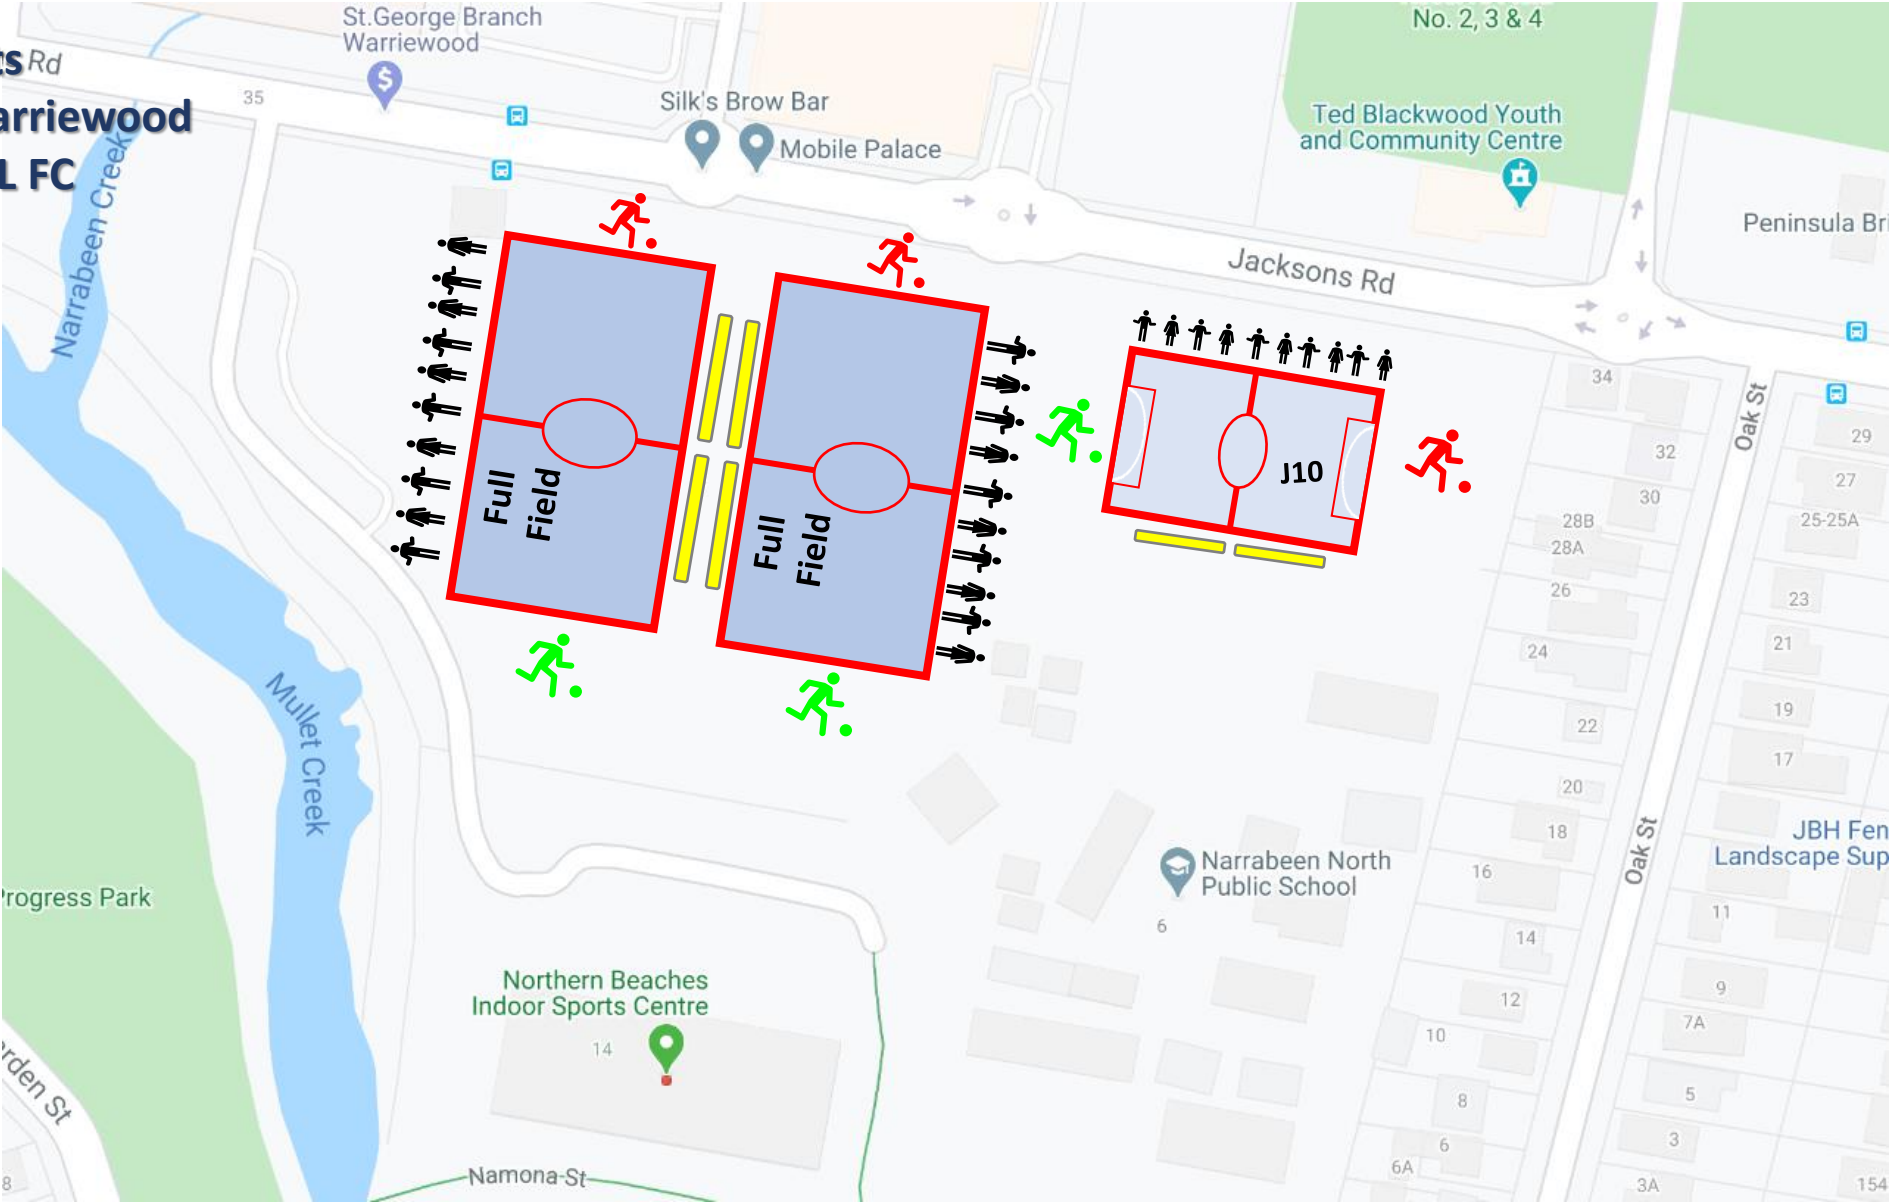 St.George Branch
Warriewood
No. 2, 3 & 4
ts
Rd
35
arriewood
L FC
Silk's Brow Bar
Mobile Palace
Ted Blackwood Youth
and Community Centre
Peninsula Bri
Narrabeen Creek
Jacksons Rd
Full
Field
Full
Field
J10
Oak St
34
32
30
28B
28A
26
24
22
20
18
16
14
12
10
8
6
6A
29
27
25-25A
23
21
19
17
JBH Fen
Landscape Sup
11
9
7A
5
3
3A
154
Oak St
Mullet Creek
Narrabeen North
Public School
6
Progress Park
Northern Beaches
Indoor Sports Centre
14
arden St
8
Namona St